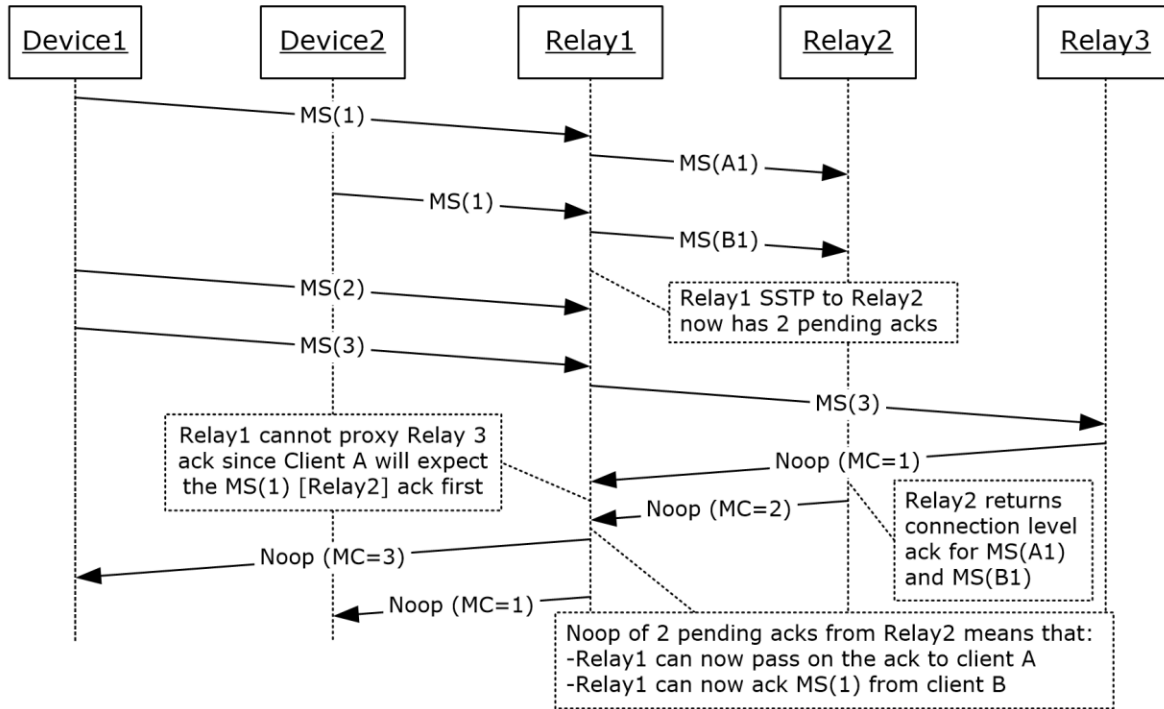 Device1
Device2
Relay1
Relay2
Relay3
MS(1)
MS(A1)
MS(1)
MS(B1)
MS(2)
Relay1 SSTP to Relay2
now has 2 pending acks
MS(3)
MS(3)
Relay1 cannot proxy Relay 3
ack since Client A will expect
the MS(1) [Relay2] ack first
Noop (MC=1)
Noop (MC=2)
Relay2 returns
connection level
ack for MS(A1)
and MS(B1)
Noop (MC=3)
Noop (MC=1)
Noop of 2 pending acks from Relay2 means that:
-Relay1 can now pass on the ack to client A
-Relay1 can now ack MS(1) from client B